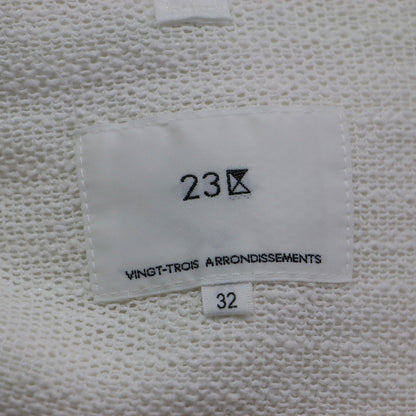 23区
VINGT-TROIS ARRONDISSEMENTS
32